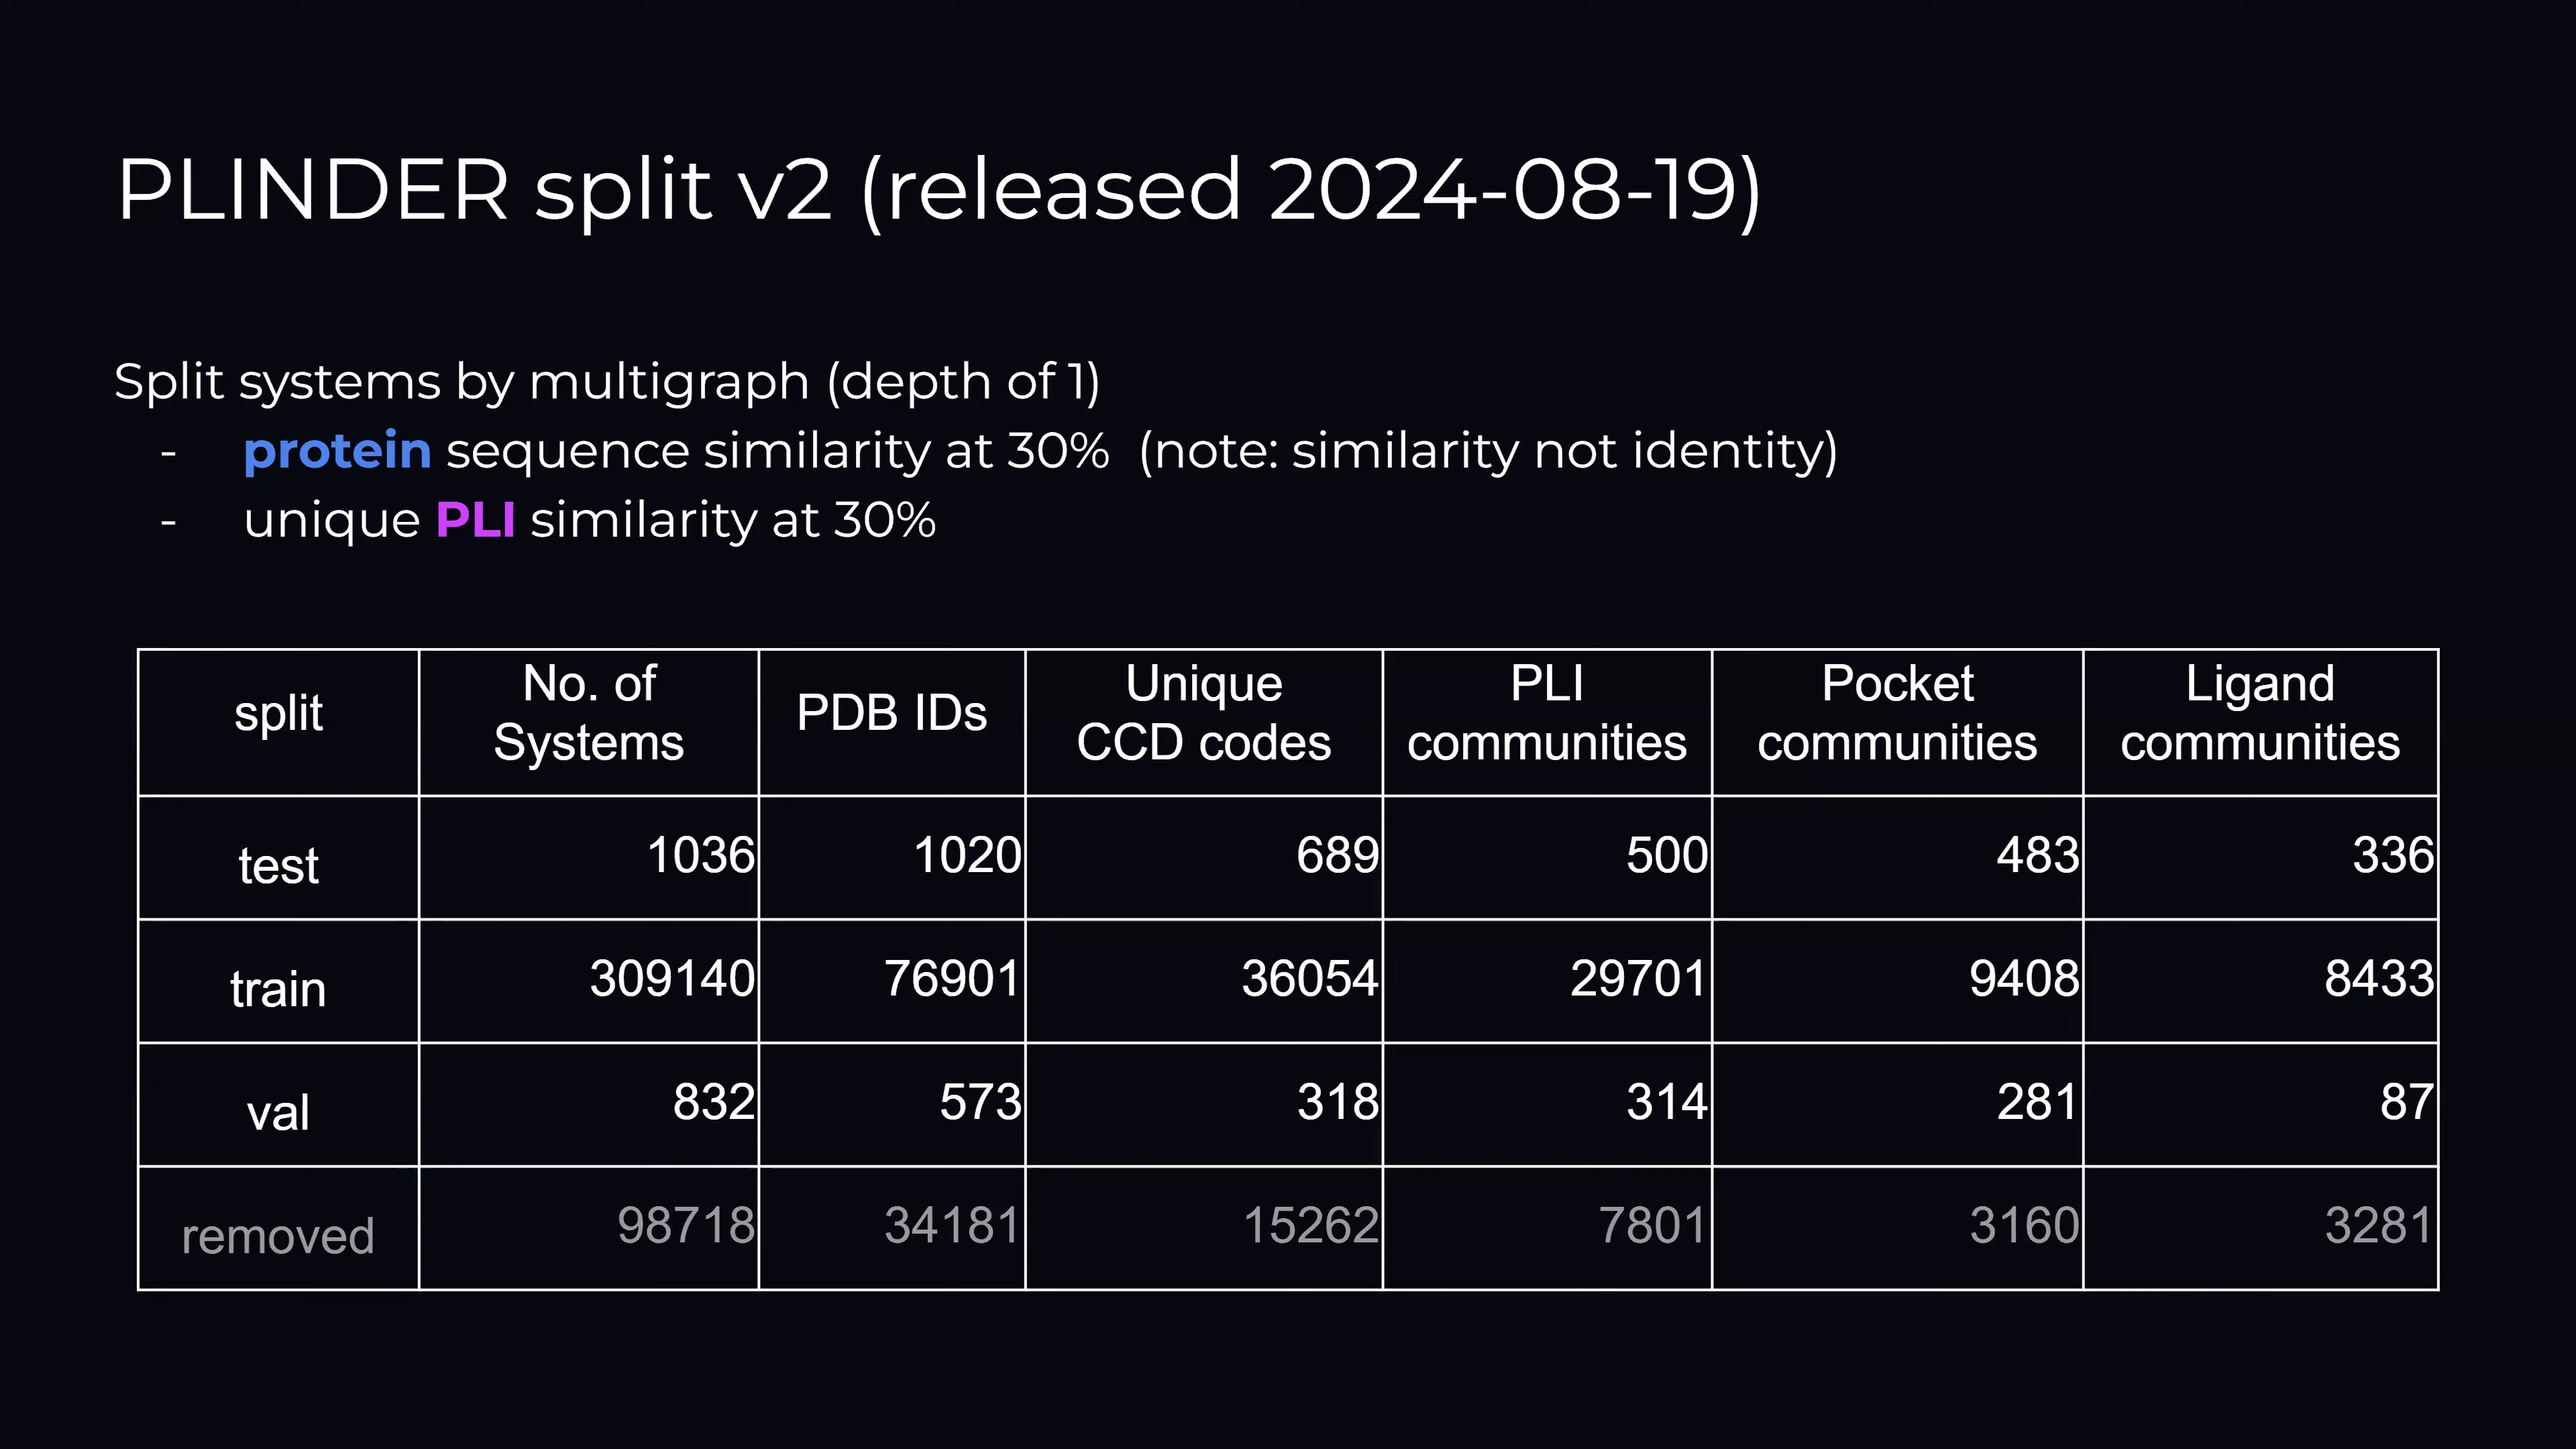 PLINDER split v2 (released 2024-08-19)
Split systems by multigraph (depth of 1)
- protein sequence similarity at 30% (note: similarity not identity)
- unique PLI similarity at 30%
split No. of Systems PDB IDs Unique CCD codes PLI communities Pocket communities Ligand communities
test 1036 1020 689 500 483 336
train 309140 76901 36054 29701 9408 8433
val 832 573 318 314 281 87
removed 98718 34181 15262 7801 3160 3281